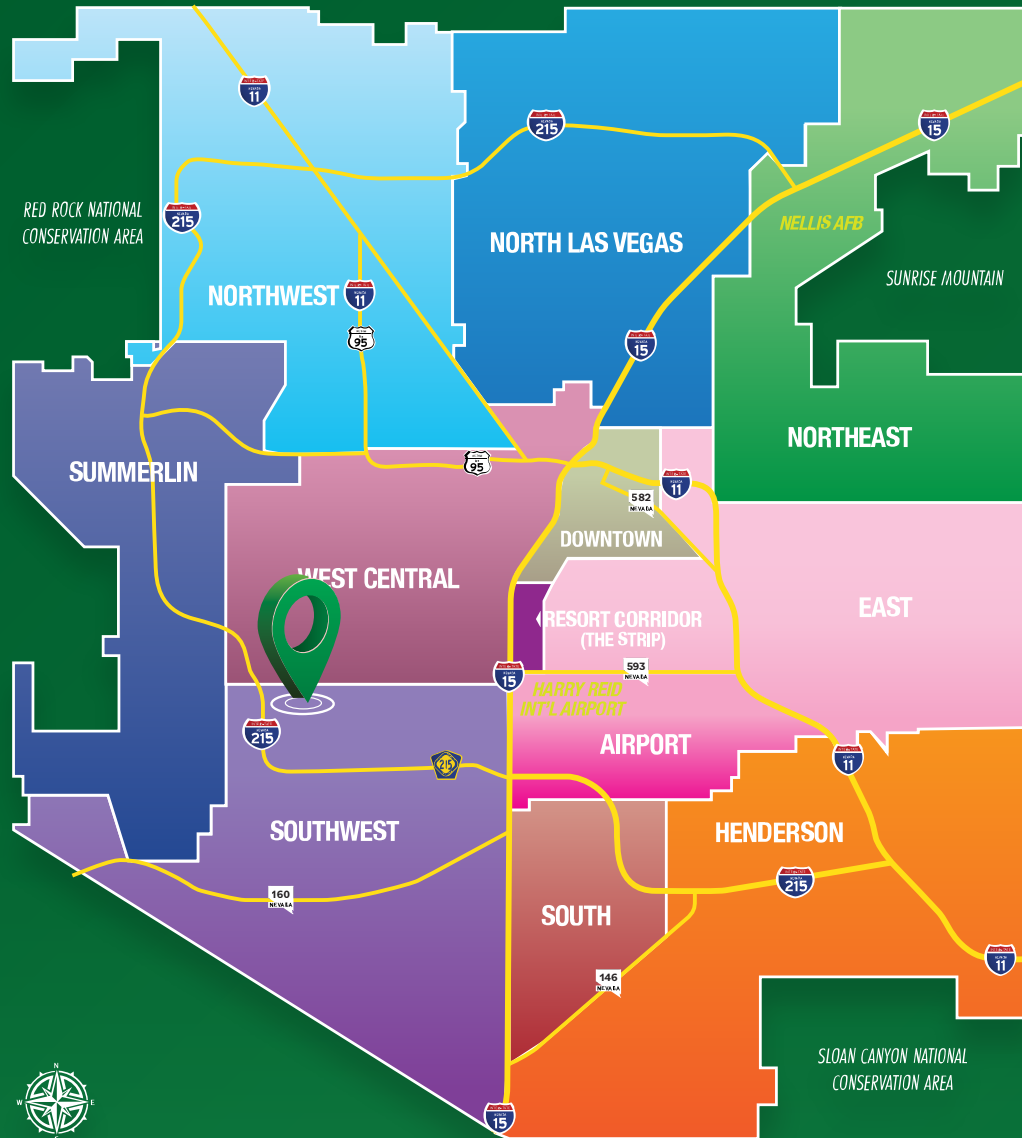 11
215
15
RED ROCK NATIONAL
CONSERVATION AREA
215
NELLIS AFB
NORTH LAS VEGAS
SUNRISE MOUNTAIN
NORTHWEST
11
95
15
NORTHEAST
SUMMERLIN
95
11
582
NEVADA
DOWNTOWN
WEST CENTRAL
EAST
RESORT CORRIDOR
(THE STRIP)
593
NEVADA
15
HARRY REID
INT'L AIRPORT
215
AIRPORT
11
215
SOUTHWEST
HENDERSON
215
160
NEVADA
SOUTH
11
146
NEVADA
SLOAN CANYON NATIONAL
CONSERVATION AREA
N
W E
15